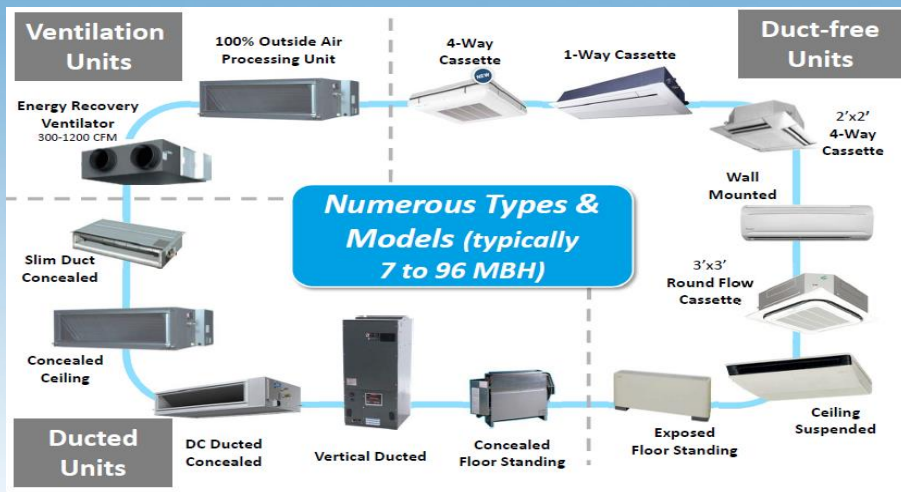 Ventilation
Units
100% Outside Air
Processing Unit
4-Way
Cassette
NEW
1-Way Cassette
Duct-free
Units
Energy Recovery
Ventilator
300-1200 CFM
2’x2’
4-Way
Cassette
Wall
Mounted
Numerous Types &
Models (typically
7 to 96 MBH)
Slim Duct
Concealed
3’x3’
Round Flow
Cassette
Concealed
Ceiling
Ceiling
Suspended
Ducted
Units
DC Ducted
Concealed
Vertical Ducted
Concealed
Floor Standing
Exposed
Floor Standing